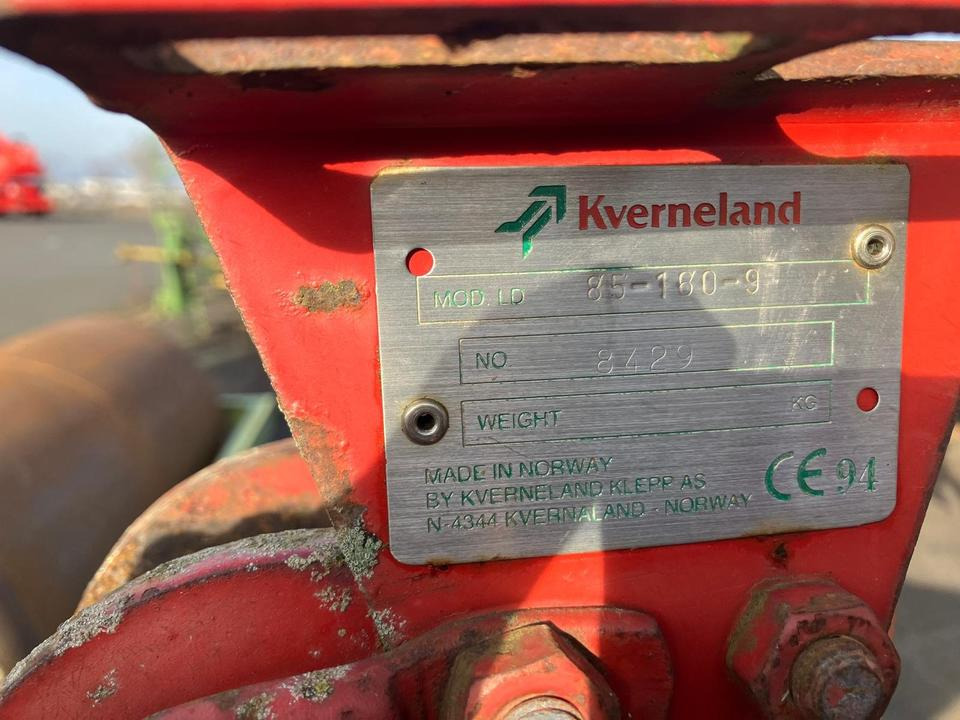 Kverneland
MOD. LD 85-180-9
NO. 8429
WEIGHT KG
MADE IN NORWAY
BY KVERNELAND KLEPP AS
N-4344 KVERNALAND - NORWAY
CE 94